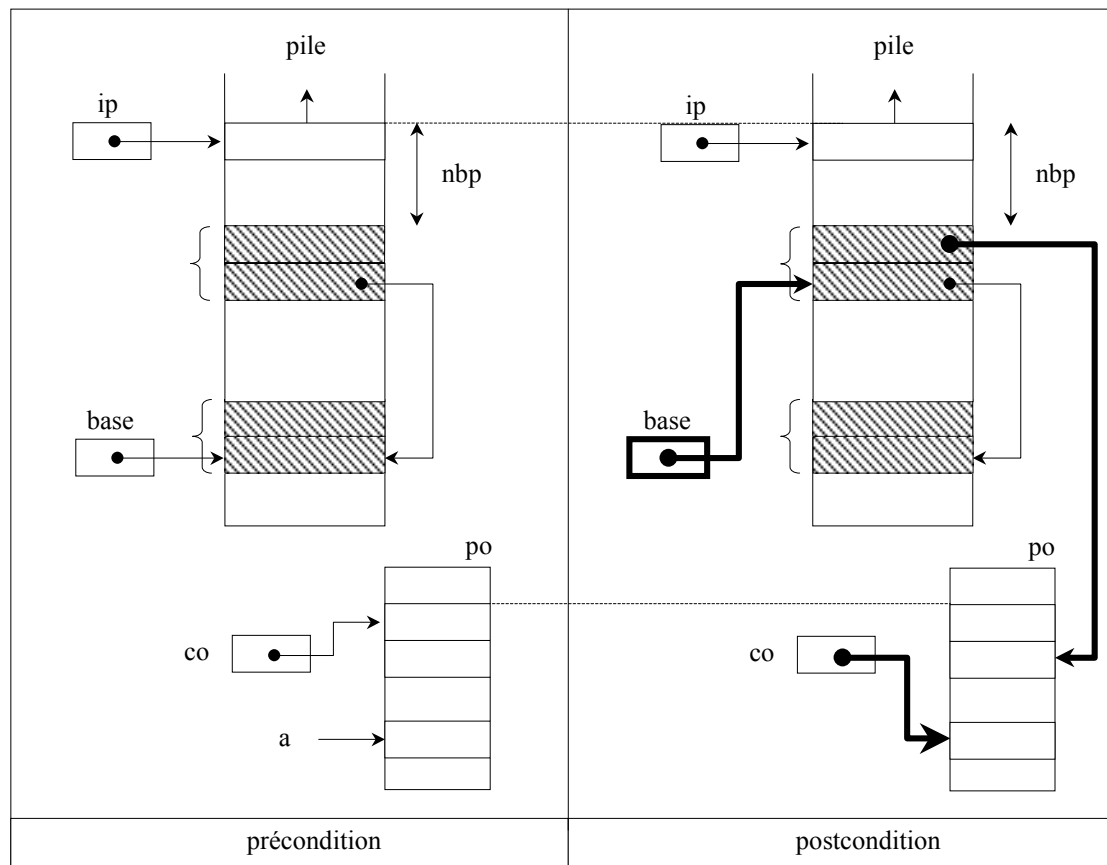 pile
ip
nbp
base
po
co
a
précondition
pile
ip
nbp
base
po
co
postcondition